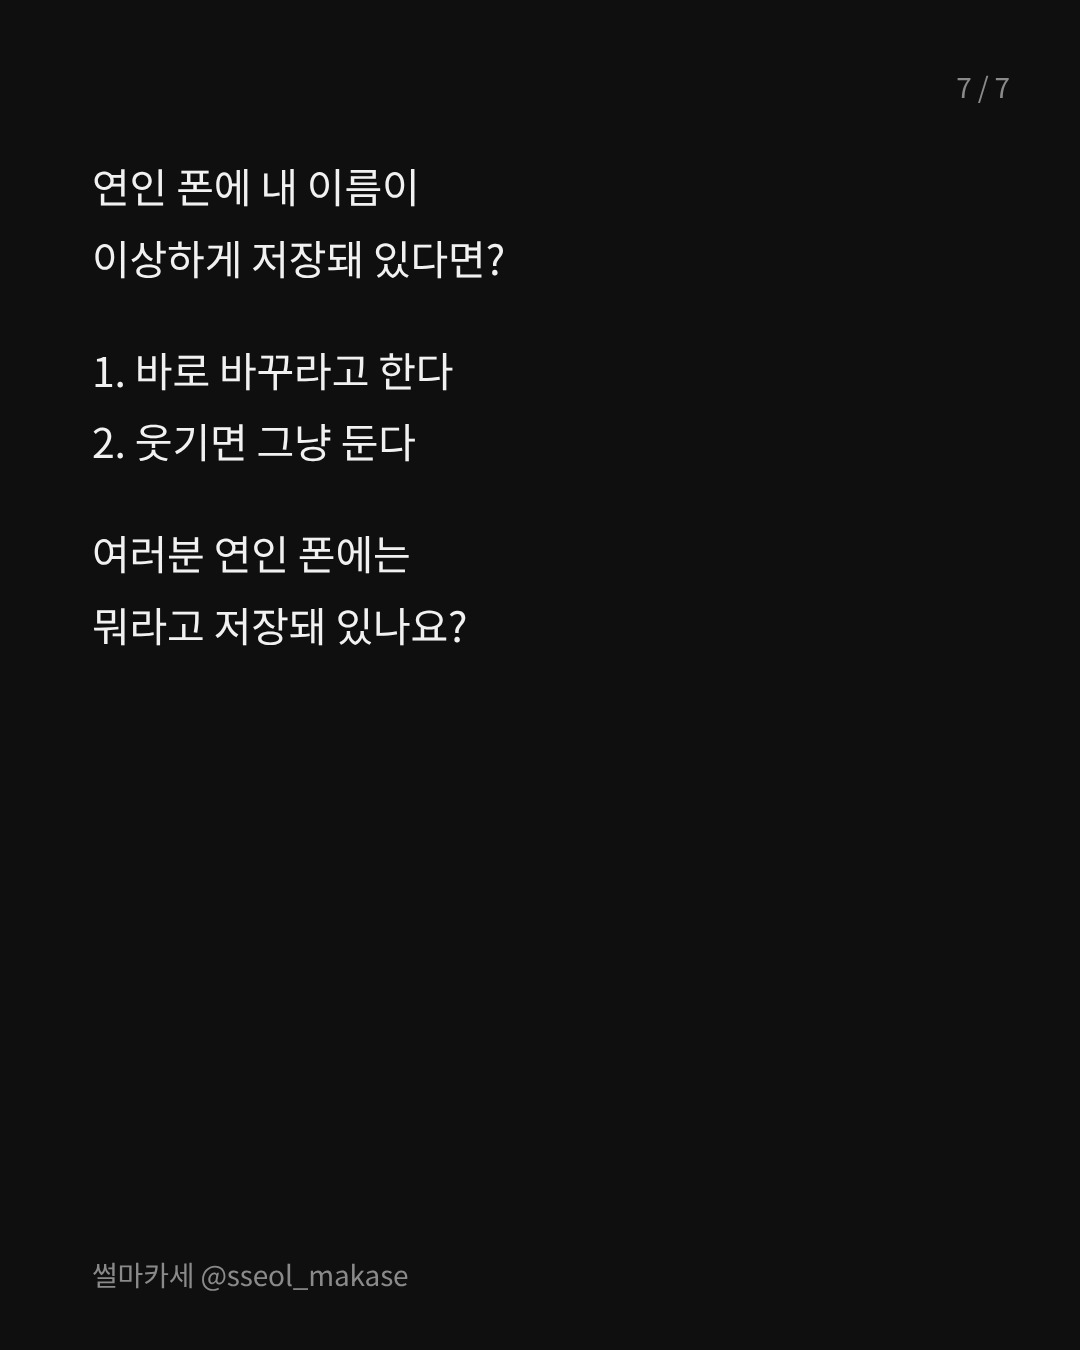 7 / 7
연인 폰에 내 이름이
이상하게 저장돼 있다면?
1. 바로 바꾸라고 한다
2. 웃기면 그냥 둔다
여러분 연인 폰에는
뭐라고 저장돼 있나요?
썰마카세 @sseol_makase